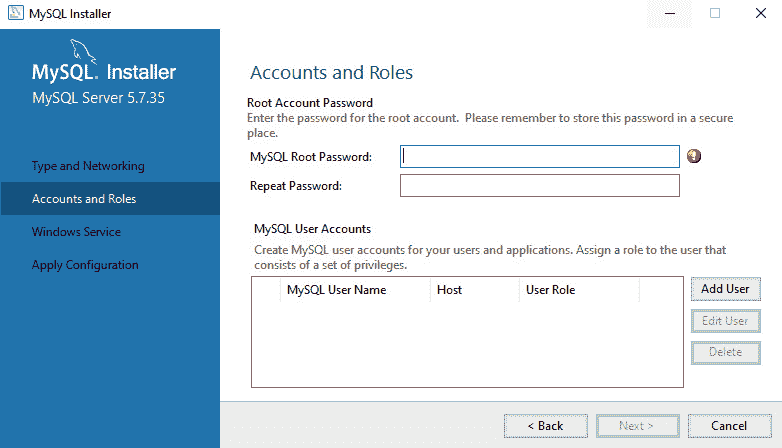 MySQL Installer
MySQL. Installer
MySQL Server 5.7.35
Type and Networking
Accounts and Roles
Windows Service
Apply Configuration
Accounts and Roles
Root Account Password
Enter the password for the root account. Please remember to store this password in a secure
place.
MySQL Root Password:
Repeat Password:
MySQL User Accounts
Create MySQL user accounts for your users and applications. Assign a role to the user that
consists of a set of privileges.
MySQL User Name Host User Role
Add User
Edit User
Delete
< Back Next > Cancel